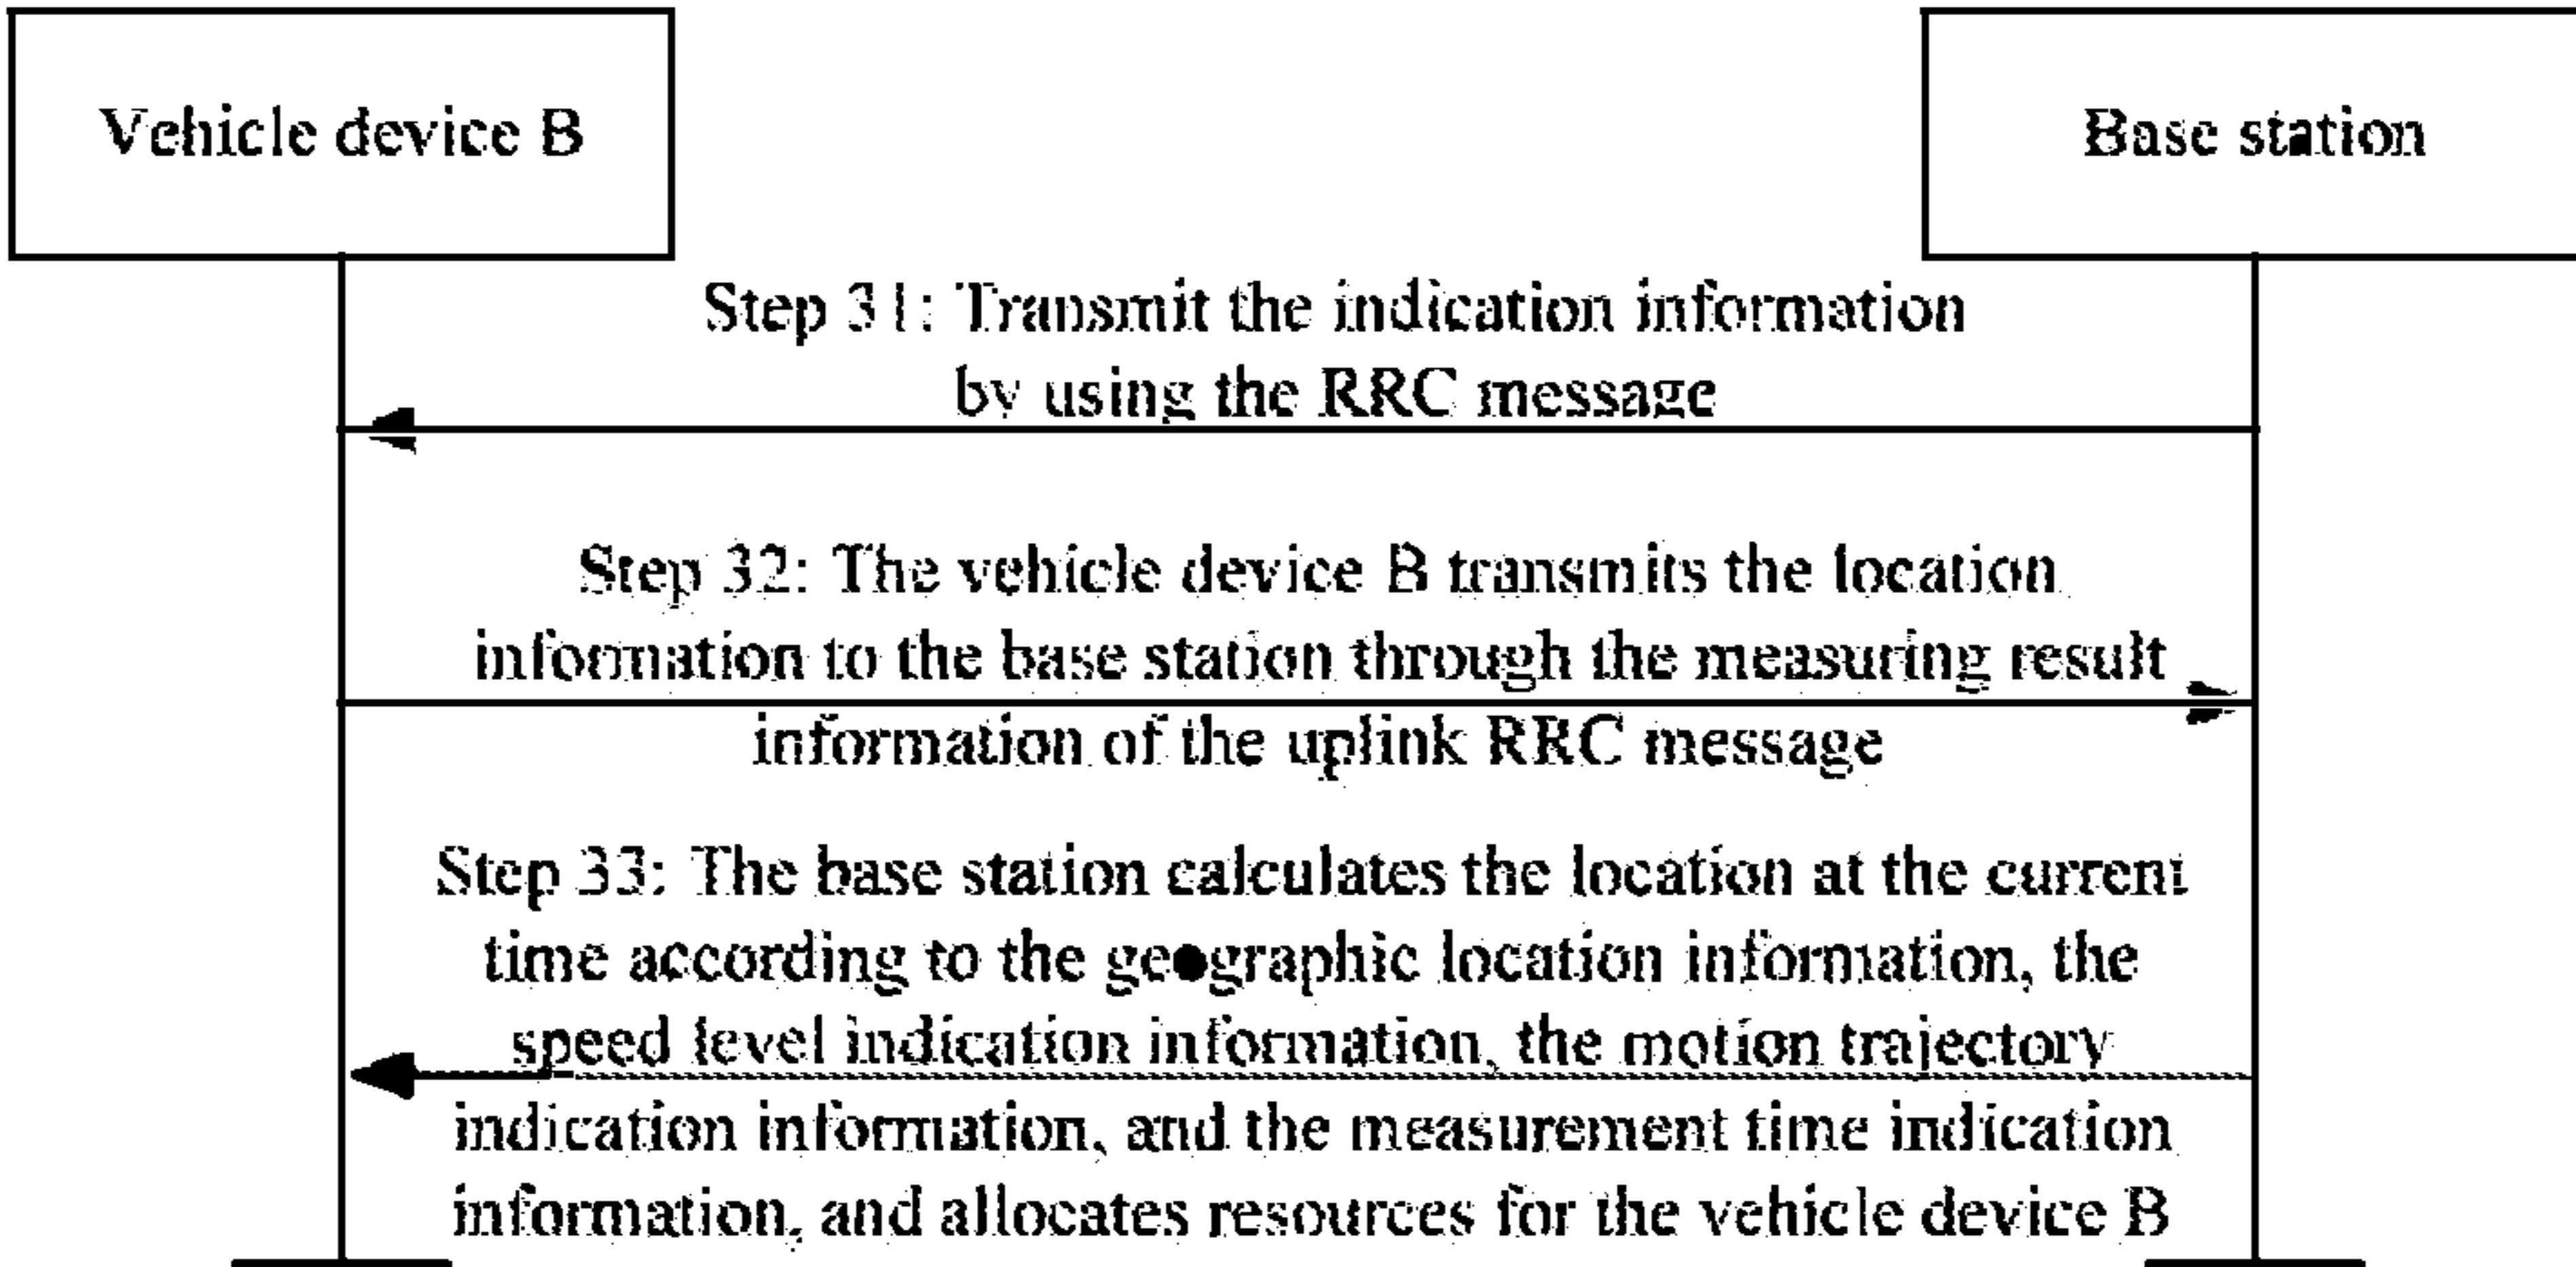 Vehicle device B
Base station
Step 31: Transmit the indication information
by using the RRC message
Step 32: The vehicle device B transmits the location
information to the base station through the measuring result
information of the uplink RRC message
Step 33: The base station calculates the location at the current
time according to the geographic location information, the
speed level indication information, the motion trajectory
indication information, and the measurement time indication
information, and allocates resources for the vehicle device B